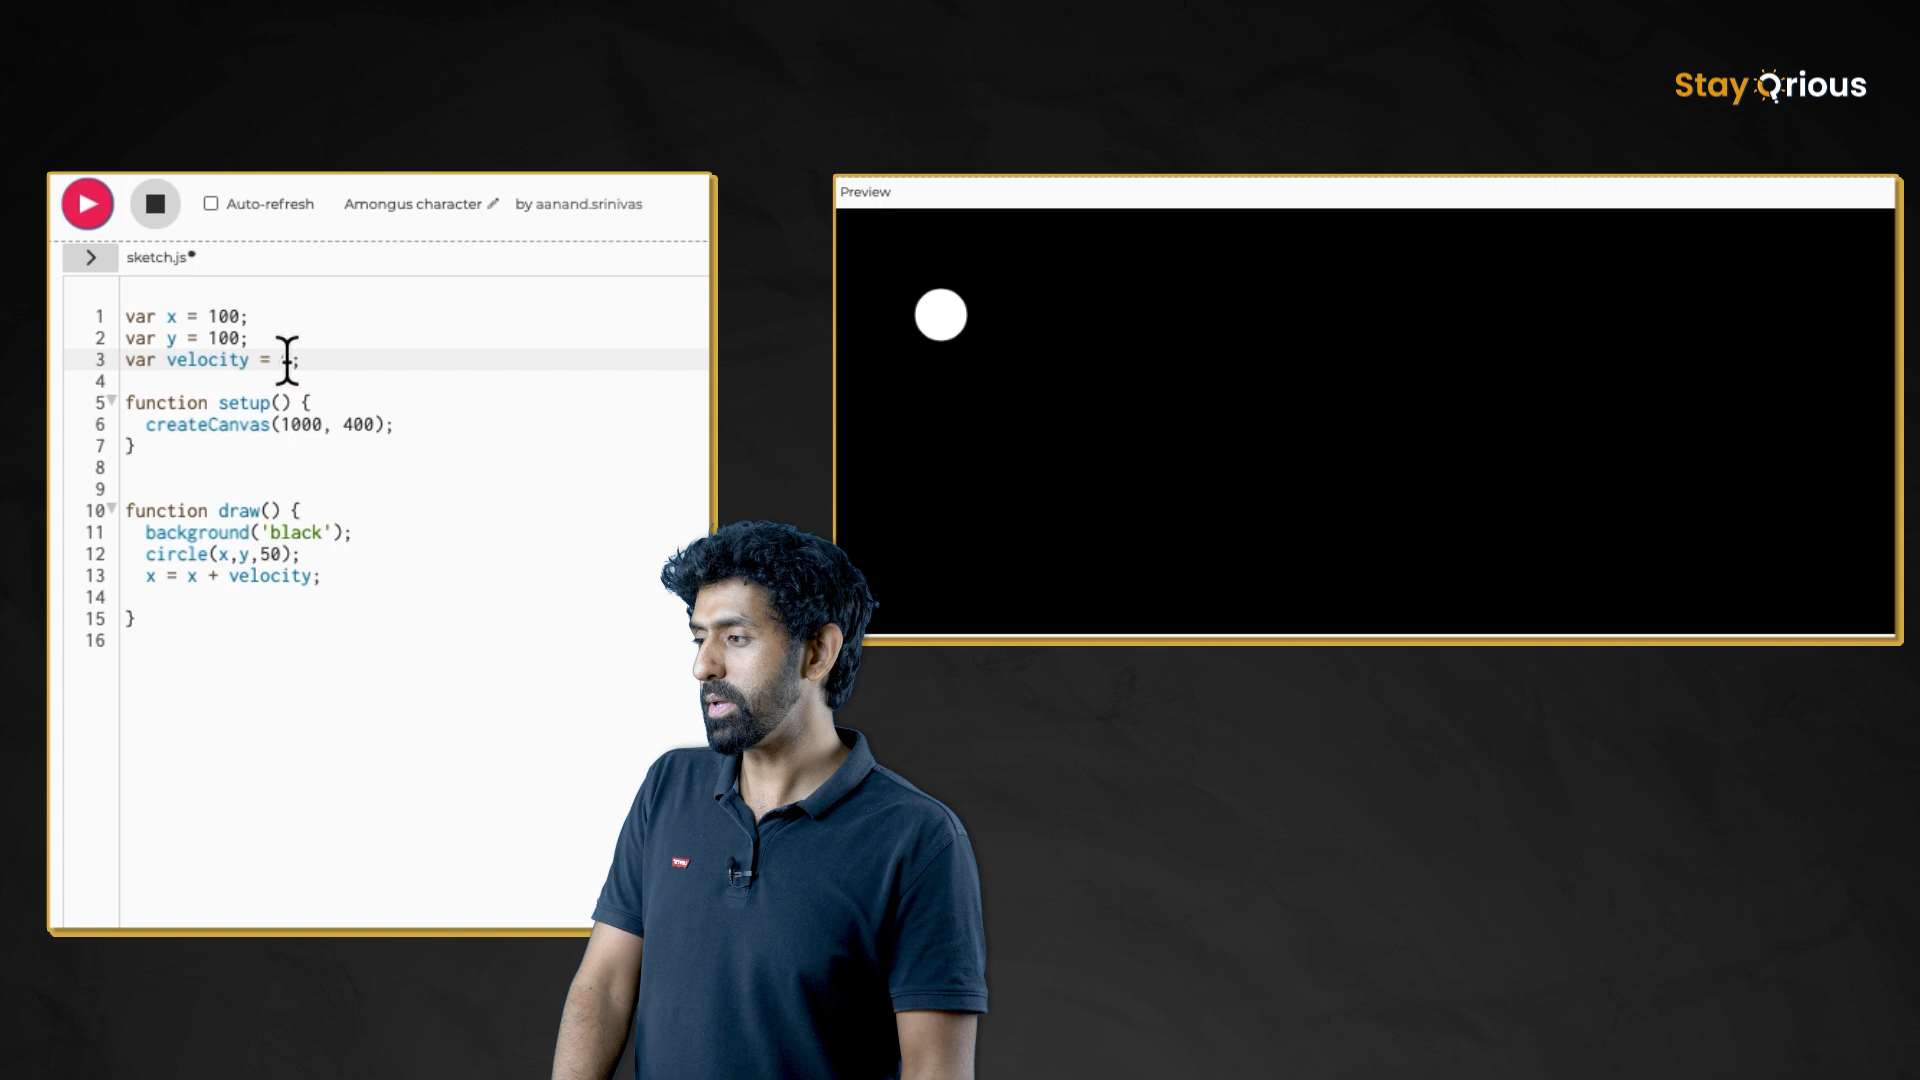 Stay Qrious
Auto-refresh
Amongus character
by aanand.srinivas
sketch.js
Preview
1 var x = 100;
2 var y = 100;
3 var velocity = ;
4
5 function setup() {
6 createCanvas(1000, 400);
7 }
8
9
10 function draw() {
11 background('black');
12 circle(x,y,50);
13 x = x + velocity;
14
15 }
16